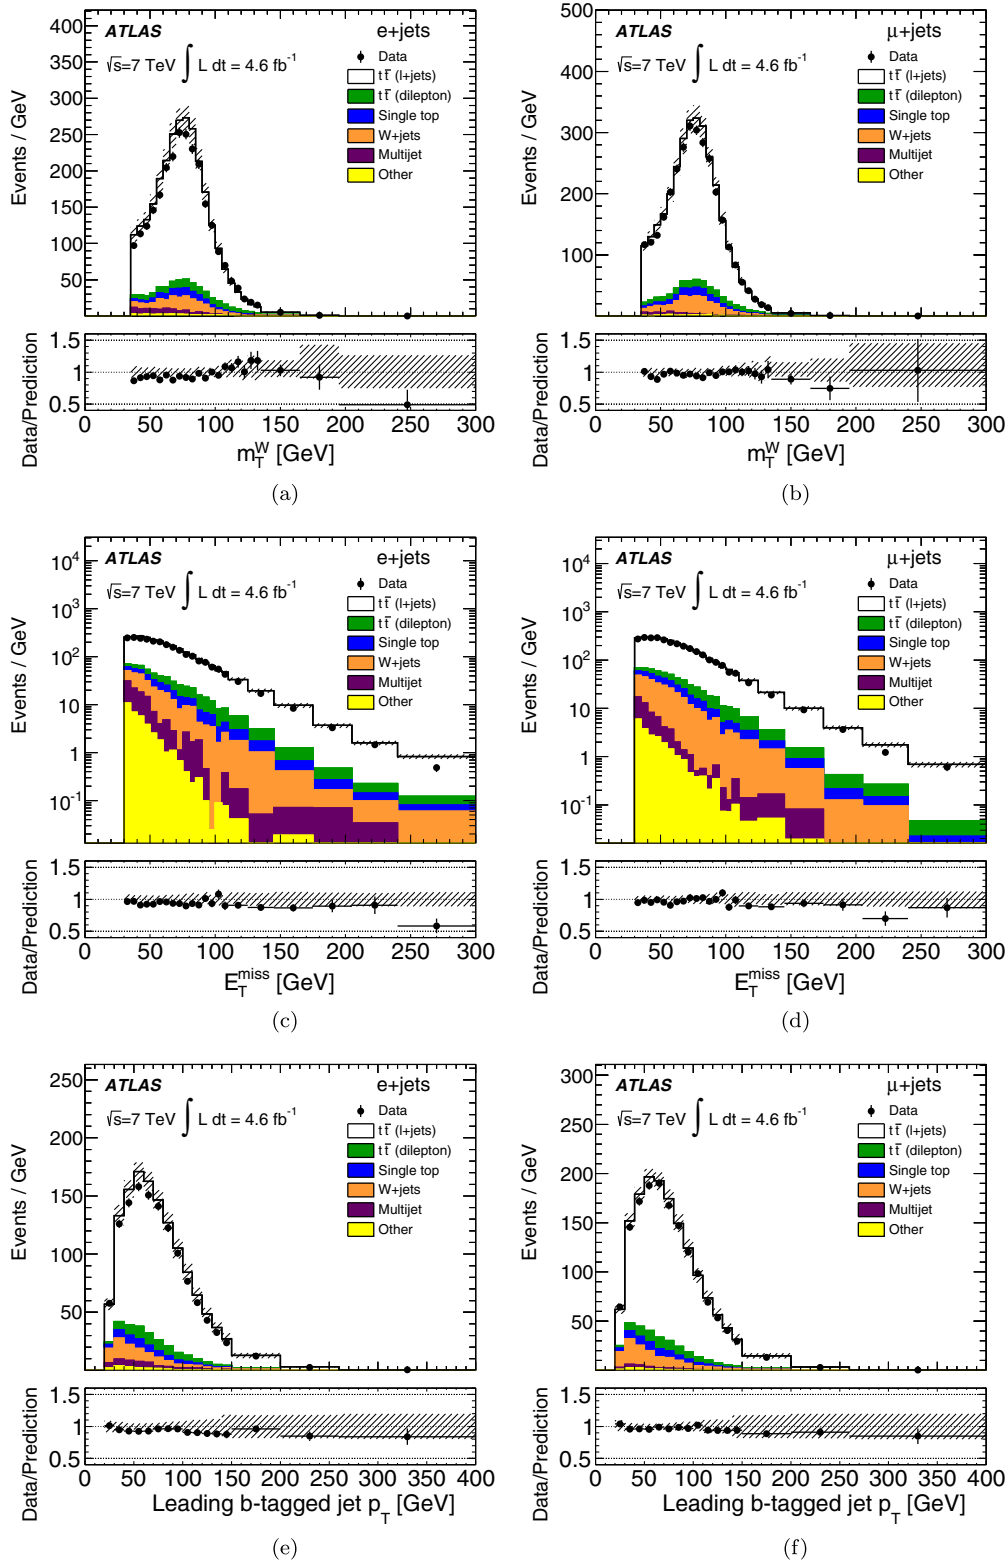 ATLAS e+jets
√s=7 TeV ∫ L dt = 4.6 fb⁻¹
Data
tt̄ (l+jets)
tt̄ (dilepton)
Single top
W+jets
Multijet
Other
Events / GeV
400
350
300
250
200
150
100
50
Data/Prediction
1.5
1
0.5
0 50 100 150 200 250 300
m_T^W [GeV]
(a)
ATLAS μ+jets
√s=7 TeV ∫ L dt = 4.6 fb⁻¹
Data
tt̄ (l+jets)
tt̄ (dilepton)
Single top
W+jets
Multijet
Other
Events / GeV
500
400
300
200
100
Data/Prediction
1.5
1
0.5
0 50 100 150 200 250 300
m_T^W [GeV]
(b)
ATLAS e+jets
√s=7 TeV ∫ L dt = 4.6 fb⁻¹
Data
tt̄ (l+jets)
tt̄ (dilepton)
Single top
W+jets
Multijet
Other
Events / GeV
10⁴
10³
10²
10
1
10⁻¹
Data/Prediction
1.5
1
0.5
0 50 100 150 200 250 300
E_T^miss [GeV]
(c)
ATLAS μ+jets
√s=7 TeV ∫ L dt = 4.6 fb⁻¹
Data
tt̄ (l+jets)
tt̄ (dilepton)
Single top
W+jets
Multijet
Other
Events / GeV
10⁴
10³
10²
10
1
10⁻¹
Data/Prediction
1.5
1
0.5
0 50 100 150 200 250 300
E_T^miss [GeV]
(d)
ATLAS e+jets
√s=7 TeV ∫ L dt = 4.6 fb⁻¹
Data
tt̄ (l+jets)
tt̄ (dilepton)
Single top
W+jets
Multijet
Other
Events / GeV
250
200
150
100
50
Data/Prediction
1.5
1
0.5
0 50 100 150 200 250 300 350 400
Leading b-tagged jet p_T [GeV]
(e)
ATLAS μ+jets
√s=7 TeV ∫ L dt = 4.6 fb⁻¹
Data
tt̄ (l+jets)
tt̄ (dilepton)
Single top
W+jets
Multijet
Other
Events / GeV
300
250
200
150
100
50
0
Data/Prediction
1.5
1
0.5
0 50 100 150 200 250 300 350 400
Leading b-tagged jet p_T [GeV]
(f)